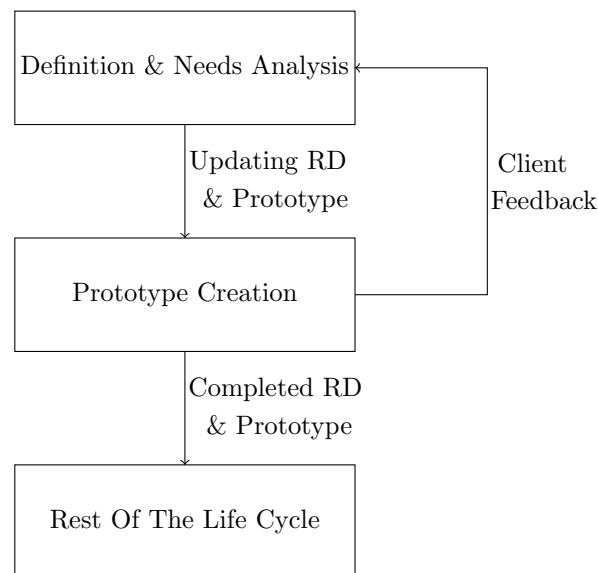 Definition & Needs Analysis
Updating RD
& Prototype
Client
Feedback
Prototype Creation
Completed RD
& Prototype
Rest Of The Life Cycle